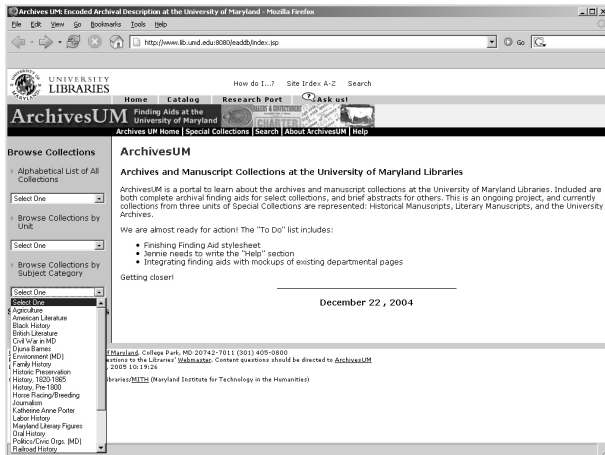 Archives UM: Encoded Archival Description at the University of Maryland - Mozilla Firefox
File Edit View Go Bookmarks Tools Help
http://www.lib.umd.edu:8080/eaddb/index.jsp
Go
UNIVERSITY
LIBRARIES
How do I...? Site Index A-Z Search
Home Catalog Research Port Ask us!
ArchivesUM
Finding Aids at the
University of Maryland
CHARTER
Archives UM Home | Special Collections | Search | About ArchivesUM | Help
Browse Collections
Alphabetical List of All
Collections
Select One
Browse Collections by
Unit
Select One
Browse Collections by
Subject Category
Select One
Select One
Agriculture
American Literature
Black History
British Literature
Civil War in MD
Djuna Barnes
Environment (MD)
Family History
Historic Preservation
History, 1820-1865
History, Pre-1800
Horse Racing/Breeding
Journalism
Katherine Anne Porter
Labor History
Maryland Literary Figures
Oral History
Politics/Civic Orgs. (MD)
Railroad History
ArchivesUM
Archives and Manuscript Collections at the University of Maryland Libraries
ArchivesUM is a portal to learn about the archives and manuscript collections at the University of Maryland Libraries. Included are
both complete archival finding aids for select collections, and brief abstracts for others. This is an ongoing project, and currently
collections from three units of Special Collections are represented: Historical Manuscripts, Literary Manuscripts, and the University
Archives.
We are almost ready for action! The "To Do" list includes:
• Finishing Finding Aid stylesheet
• Jennie needs to write the "Help" section
• Integrating finding aids with mockups of existing departmental pages
Getting closer!
December 22 , 2004
f Maryland, College Park, MD 20742-7011 (301) 405-0800
estions to the Libraries' Webmaster. Content questions should be directed to ArchivesUM
, 2005 10:19:26
braries/MITH (Maryland Institute for Technology in the Humanities)